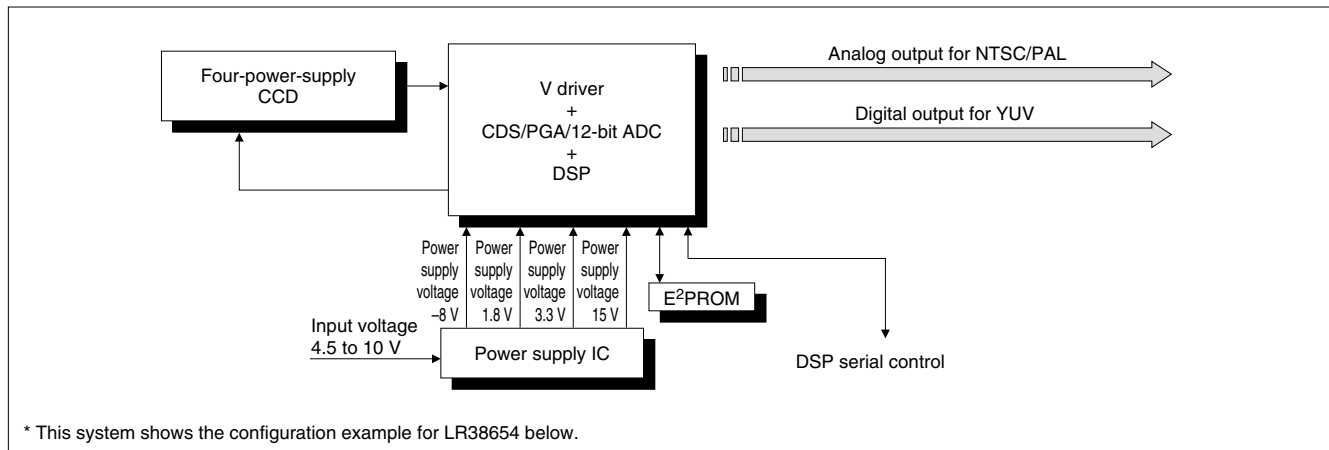 Four-power-supply
CCD
V driver
+
CDS/PGA/12-bit ADC
+
DSP
Analog output for NTSC/PAL
Digital output for YUV
Power
supply
voltage
–8 V
Power
supply
voltage
1.8 V
Power
supply
voltage
3.3 V
Power
supply
voltage
15 V
E²PROM
Input voltage
4.5 to 10 V
Power supply IC
DSP serial control
* This system shows the configuration example for LR38654 below.